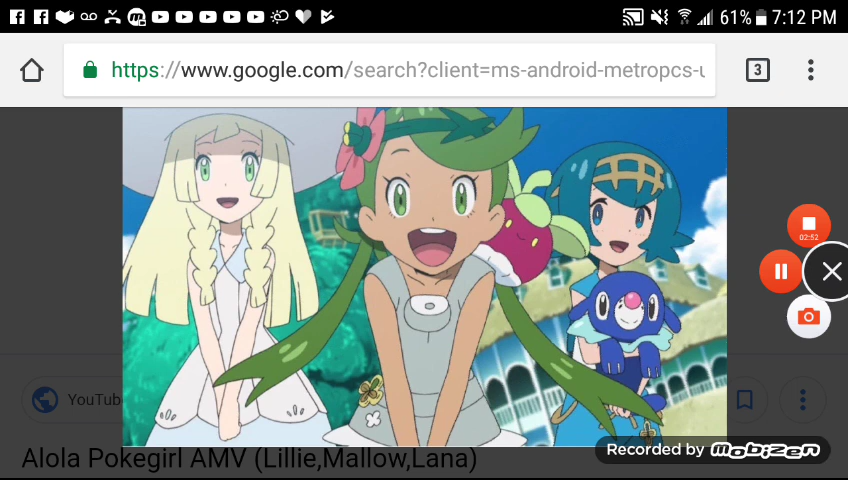 61% 7:12 PM
https://www.google.com/search?client=ms-android-metropcs-u
3
02:52
YouTub
Recorded by mobizen
Alola Pokegirl AMV (Lillie,Mallow,Lana)